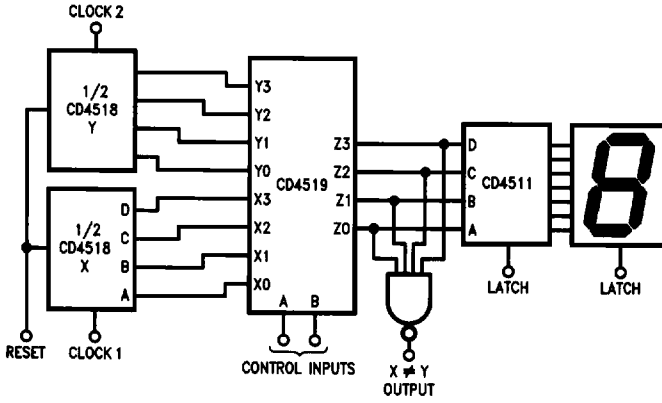 CLOCK 2
1/2
CD4518
Y
Y3
Y2
Y1
Y0
X3
X2
X1
X0
CD4519
Z3
Z2
Z1
Z0
D
C
B
A
CD4511
1/2
CD4518
X
D
C
B
A
A B
RESET
CLOCK 1
CONTROL INPUTS
X ≠ Y
OUTPUT
LATCH
LATCH